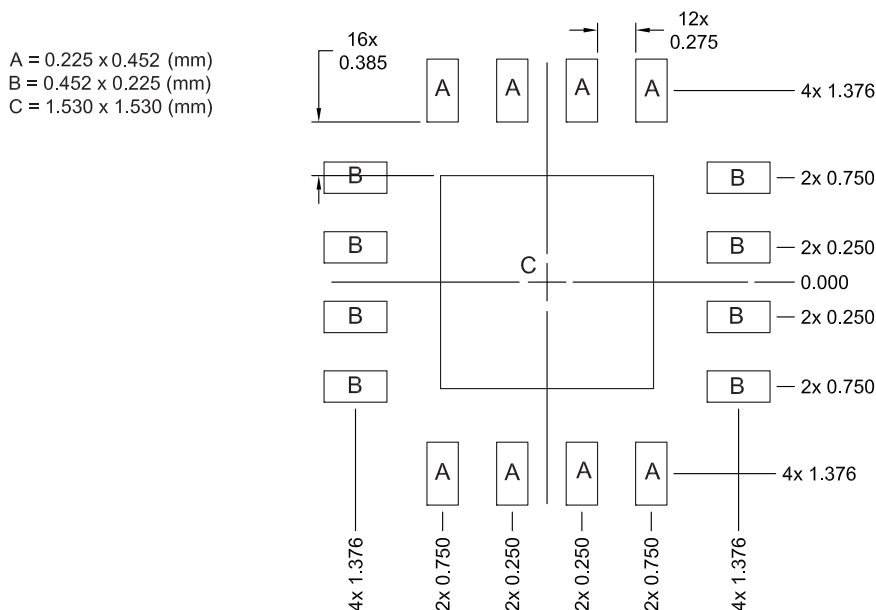 A = 0.225 x 0.452 (mm)
B = 0.452 x 0.225 (mm)
C = 1.530 x 1.530 (mm)
16x
0.385
12x
0.275
A
A
A
A
4x 1.376
B
B
2x 0.750
B
B
2x 0.250
C
0.000
B
B
2x 0.250
B
B
2x 0.750
A
A
A
A
4x 1.376
4x 1.376
2x 0.750
2x 0.250
2x 0.250
2x 0.750
4x 1.376